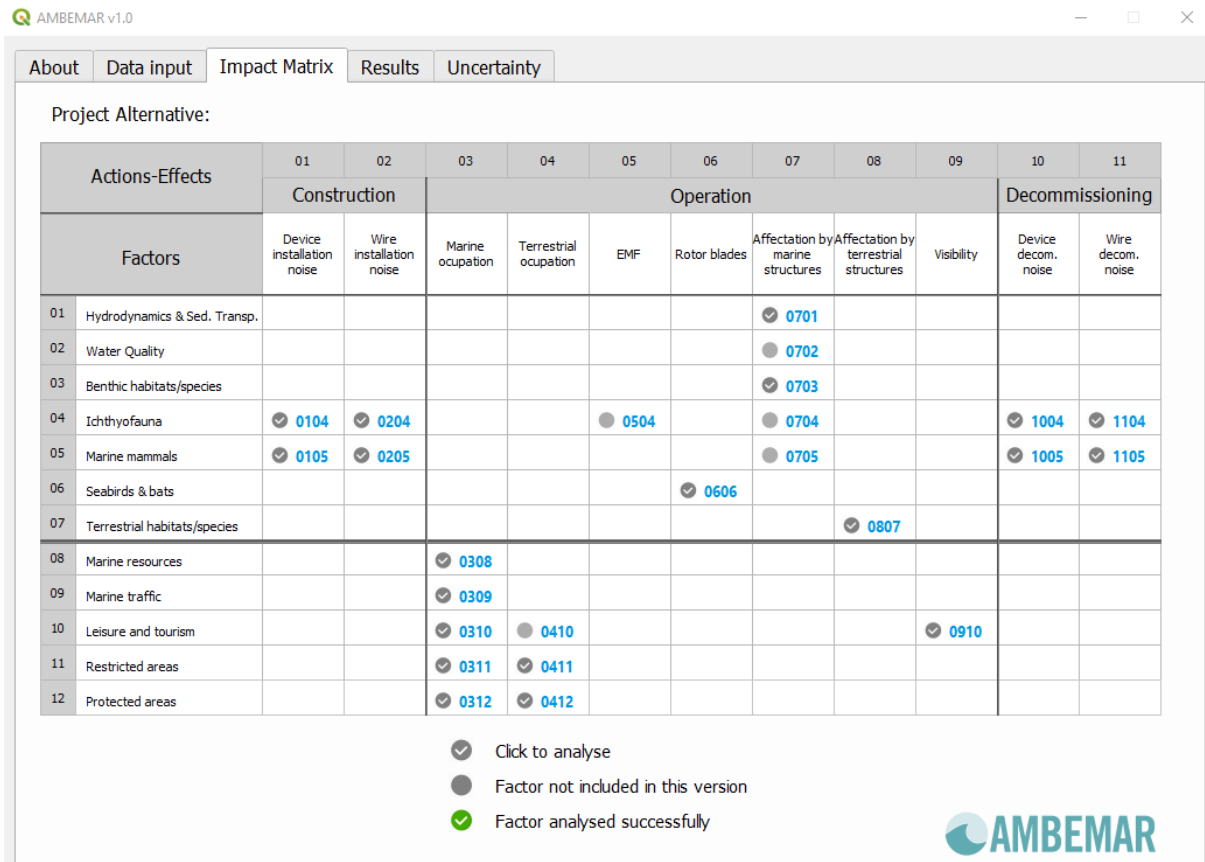 AMBEMAR v1.0
About Data input Impact Matrix Results Uncertainty
Project Alternative:
Actions-Effects 01 02 03 04 05 06 07 08 09 10 11
Construction Operation Decommissioning
Factors
Device
installation
noise
Wire
installation
noise
Marine
ocupation
Terrestrial
ocupation
EMF
Rotor blades
Affectation by
marine
structures
Affectation by
terrestrial
structures
Visibility
Device
decom.
noise
Wire
decom.
noise
01 Hydrodynamics & Sed. Transp. 0701
02 Water Quality 0702
03 Benthic habitats/species 0703
04 Ichthyofauna 0104 0204 0504 0704 1004 1104
05 Marine mammals 0105 0205 0705 1005 1105
06 Seabirds & bats 0606
07 Terrestrial habitats/species 0807
08 Marine resources 0308
09 Marine traffic 0309
10 Leisure and tourism 0310 0410 0910
11 Restricted areas 0311 0411
12 Protected areas 0312 0412
Click to analyse
Factor not included in this version
Factor analysed successfully
AMBEMAR